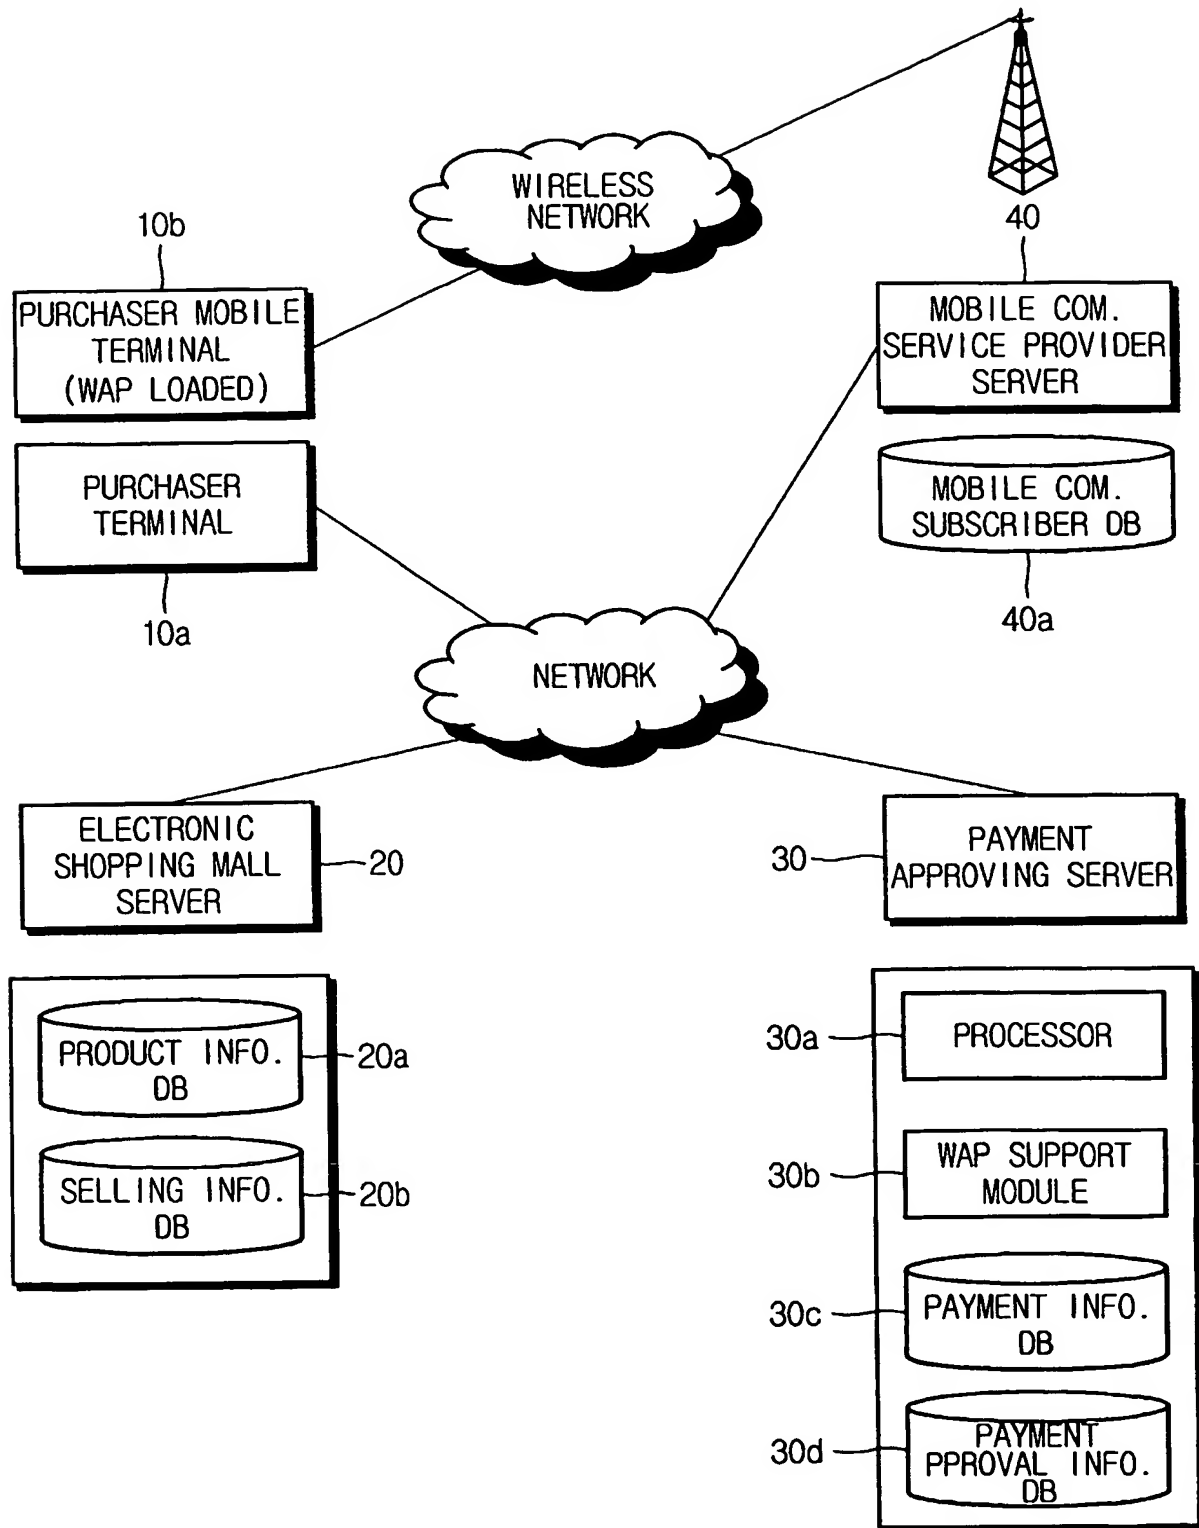 WIRELESS
NETWORK
10b
PURCHASER MOBILE
TERMINAL
(WAP LOADED)
40
MOBILE COM.
SERVICE PROVIDER
SERVER
PURCHASER
TERMINAL
10a
MOBILE COM.
SUBSCRIBER DB
40a
NETWORK
ELECTRONIC
SHOPPING MALL
SERVER
20
30
PAYMENT
APPROVING SERVER
PRODUCT INFO.
DB
20a
SELLING INFO.
DB
20b
30a
PROCESSOR
30b
WAP SUPPORT
MODULE
30c
PAYMENT INFO.
DB
30d
PAYMENT
PPROVAL INFO.
DB